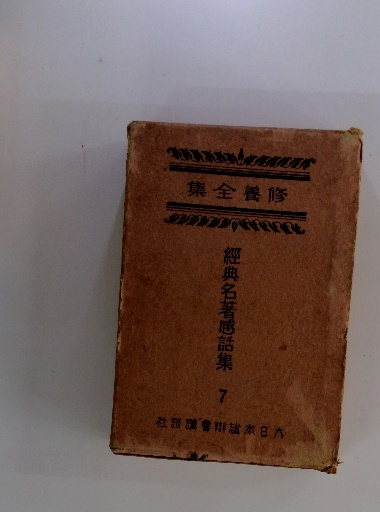 修養全集
經典名著感話集
7
大日本雄辯會講談社